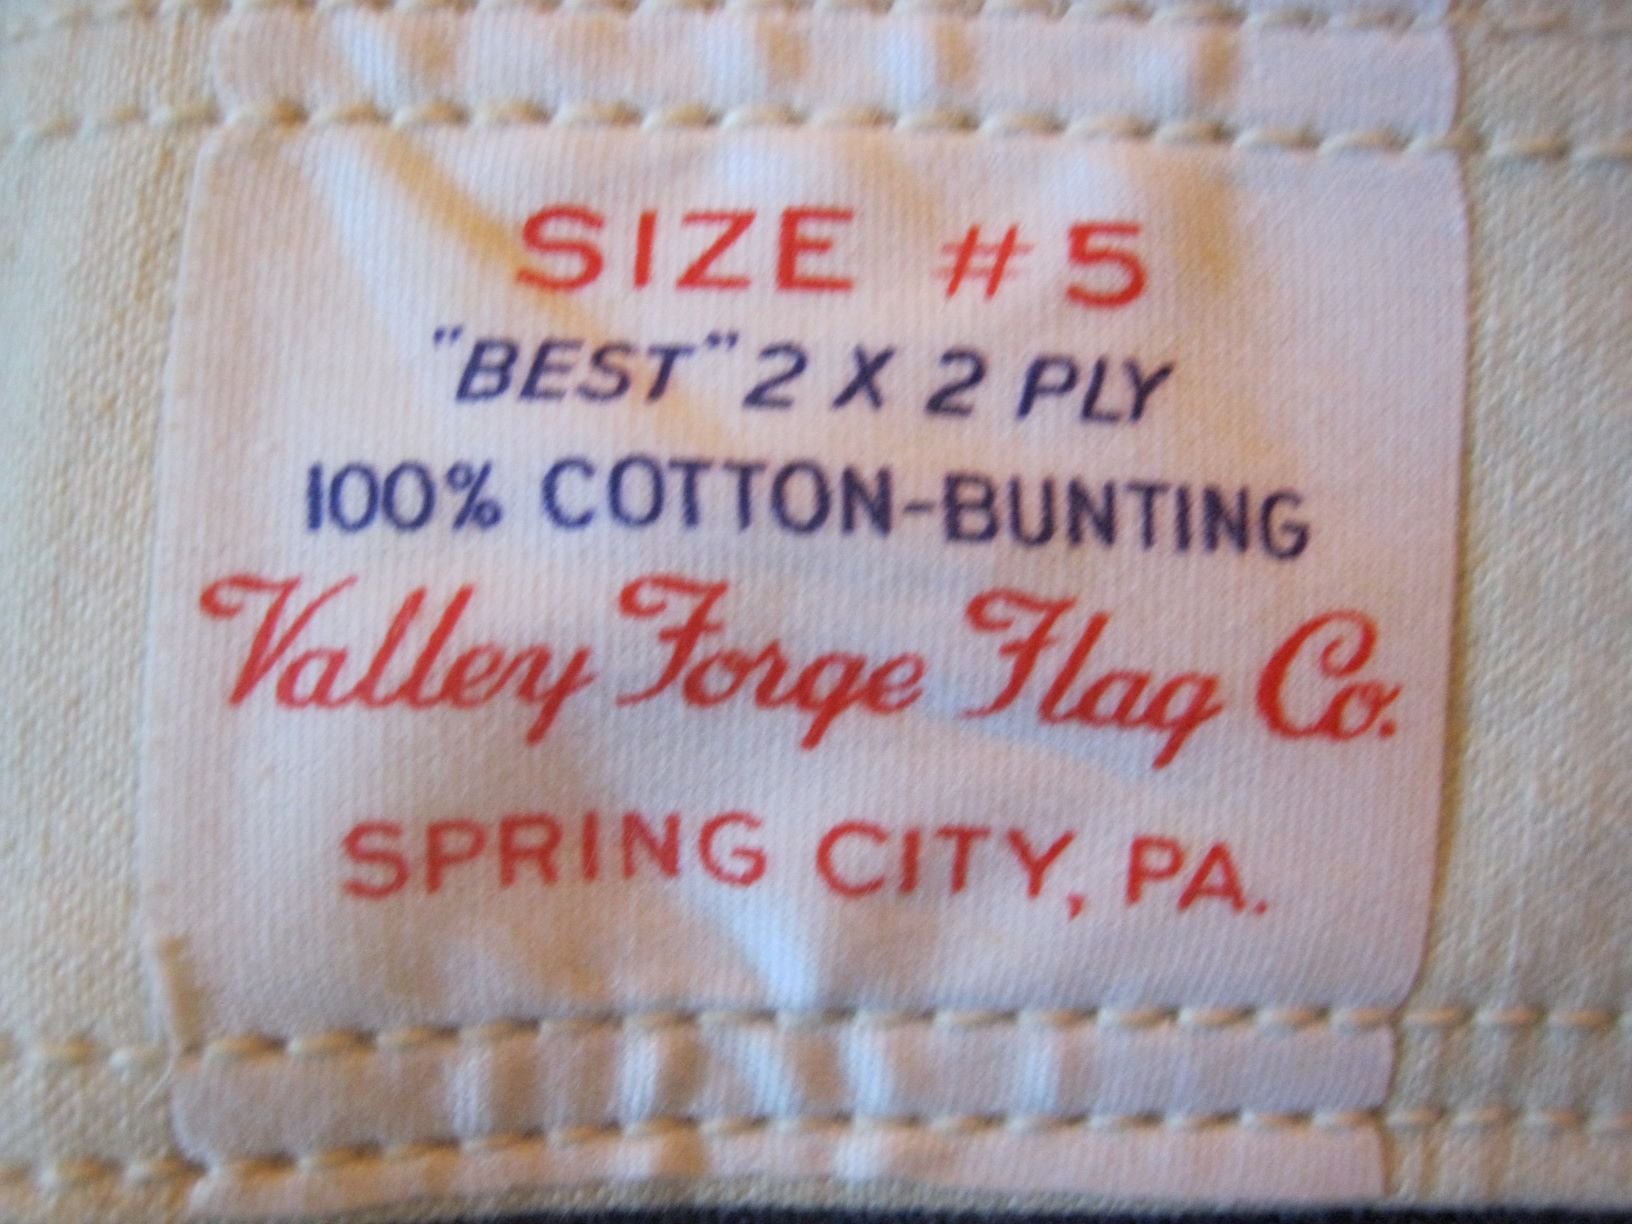 SIZE #5
"BEST" 2 X 2 PLY
100% COTTON-BUNTING
Valley Forge Flag Co.
SPRING CITY, PA.